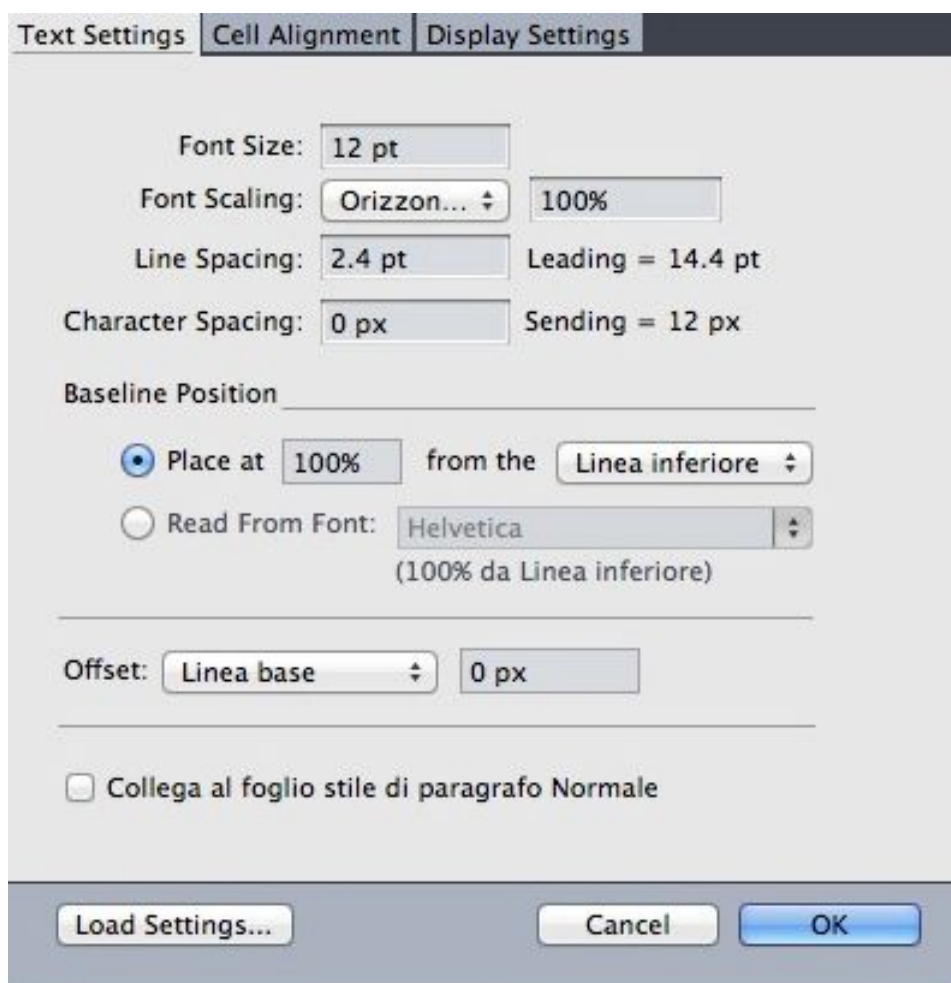 Text Settings Cell Alignment Display Settings
Font Size: 12 pt
Font Scaling: Orizzon... 100%
Line Spacing: 2.4 pt Leading = 14.4 pt
Character Spacing: 0 px Sending = 12 px
Baseline Position
Place at 100% from the Linea inferiore
Read From Font: Helvetica
(100% da Linea inferiore)
Offset: Linea base 0 px
Collega al foglio stile di paragrafo Normale
Load Settings... Cancel OK